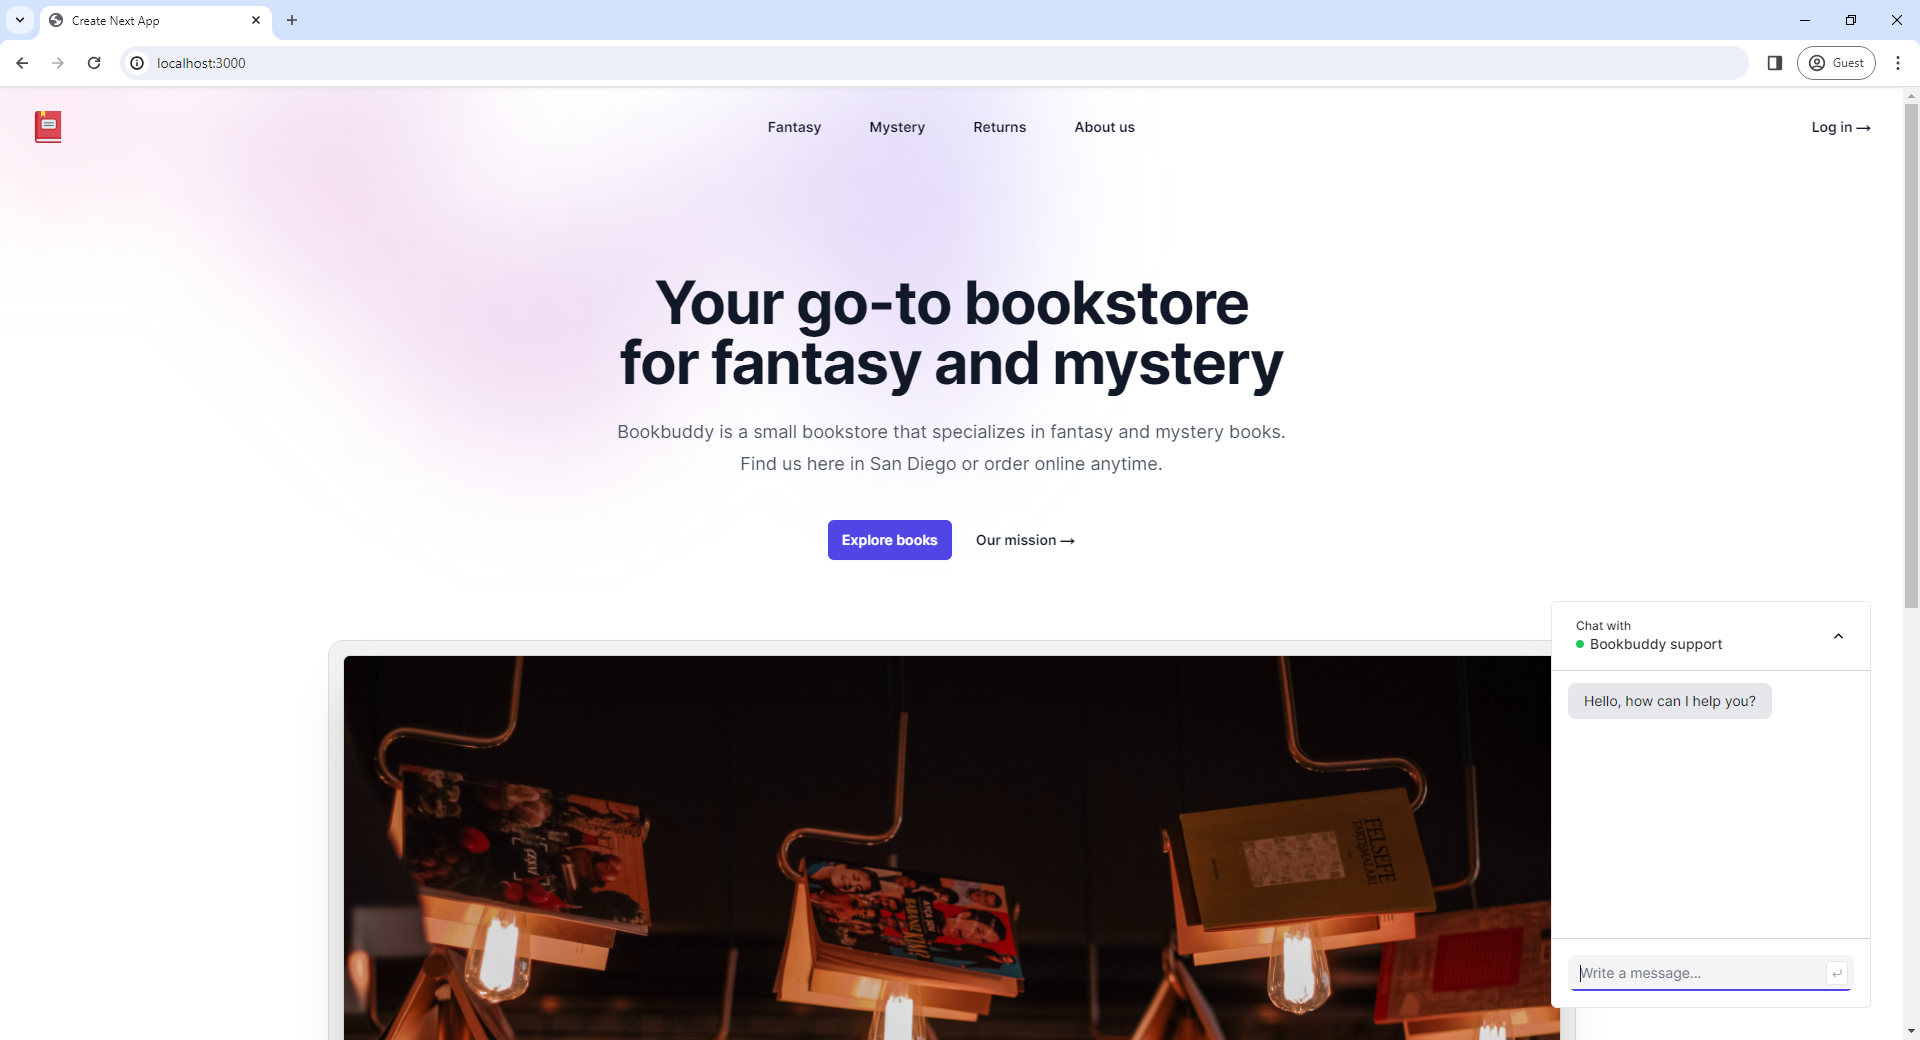 Create Next App
localhost:3000
Guest
Fantasy
Mystery
Returns
About us
Log in →
Your go-to bookstore
for fantasy and mystery
Bookbuddy is a small bookstore that specializes in fantasy and mystery books.
Find us here in San Diego or order online anytime.
Explore books
Our mission →
Chat with
Bookbuddy support
Hello, how can I help you?
Write a message...
FELSEFE
TARTIŞMALARI